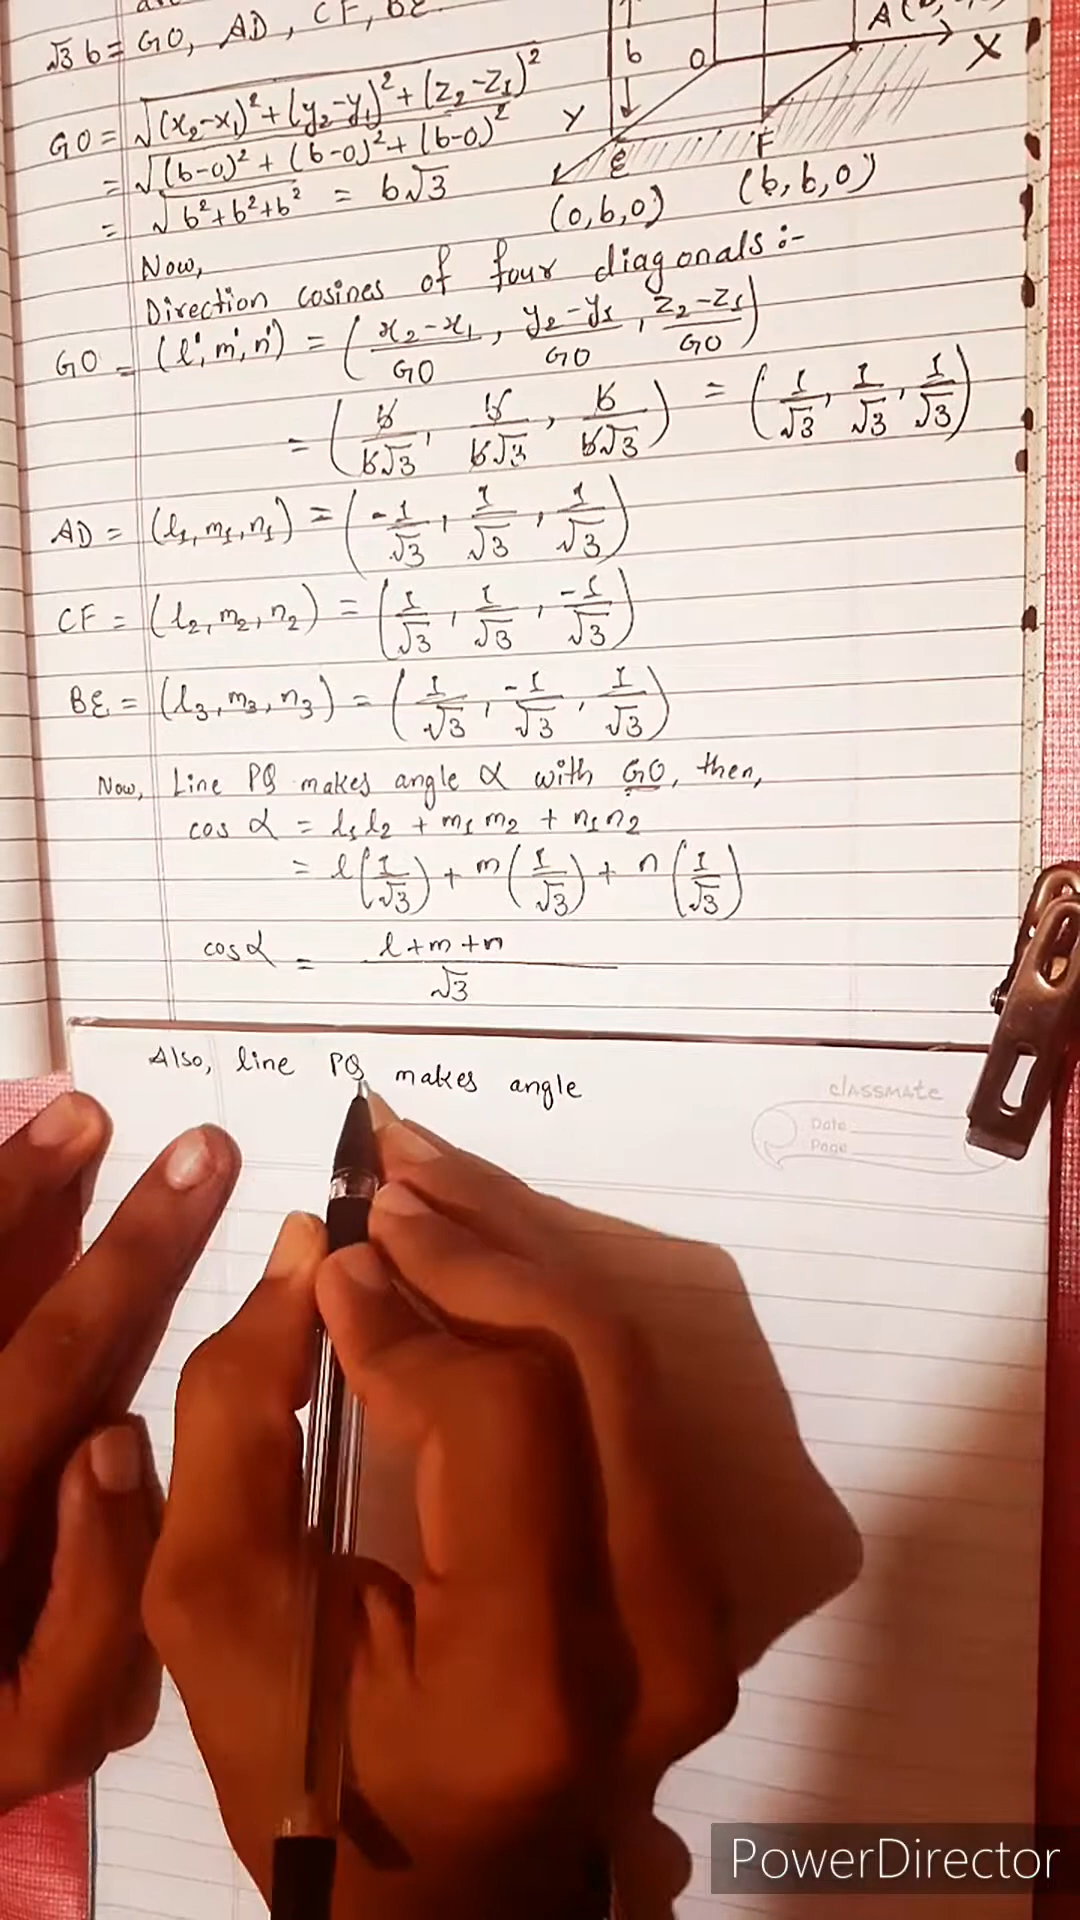 √3 b = GO, AD, CF, BE.
GO = √(x₂-x₁)² + (y₂-y₁)² + (z₂-z₁)²
= √(b-0)² + (b-0)² + (b-0)²
= √b²+b²+b² = b√3
A (b,
X
b
O
Y
E
F
(0,b,0)
(b,b,0)
Now,
Direction cosines of four diagonals :-
GO = (l', m', n') = (x₂-x₁/GO, y₂-y₁/GO, z₂-z₁/GO)
= (b/b√3, b/b√3, b/b√3) = (1/√3, 1/√3, 1/√3)
AD = (l₁, m₁, n₁) = (-1/√3, 1/√3, 1/√3)
CF = (l₂, m₂, n₂) = (1/√3, 1/√3, -1/√3)
BE = (l₃, m₃, n₃) = (1/√3, -1/√3, 1/√3)
Now, Line PQ makes angle α with GO, then,
cos α = l₁l₂ + m₁m₂ + n₁n₂
= l(1/√3) + m(1/√3) + n(1/√3)
cosα = l+m+n/√3
Also, line PQ makes angle
classmate
Date
Page
PowerDirector